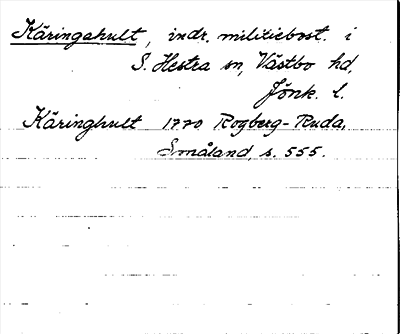 Käringahult, indr. militiebost. i
S. Hestra sn, Västbo hd,
Jönk. l.
Käringhult 1770 Rogberg-Ruda,
Småland, s. 555.